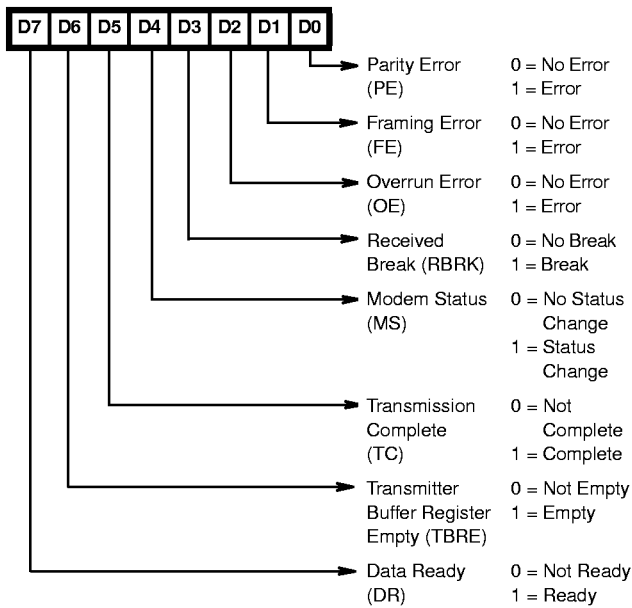 D7 D6 D5 D4 D3 D2 D1 D0
Parity Error 0 = No Error
(PE) 1 = Error
Framing Error 0 = No Error
(FE) 1 = Error
Overrun Error 0 = No Error
(OE) 1 = Error
Received 0 = No Break
Break (RBRK) 1 = Break
Modem Status 0 = No Status
(MS) Change
1 = Status
Change
Transmission 0 = Not
Complete Complete
(TC) 1 = Complete
Transmitter 0 = Not Empty
Buffer Register 1 = Empty
Empty (TBRE)
Data Ready 0 = Not Ready
(DR) 1 = Ready